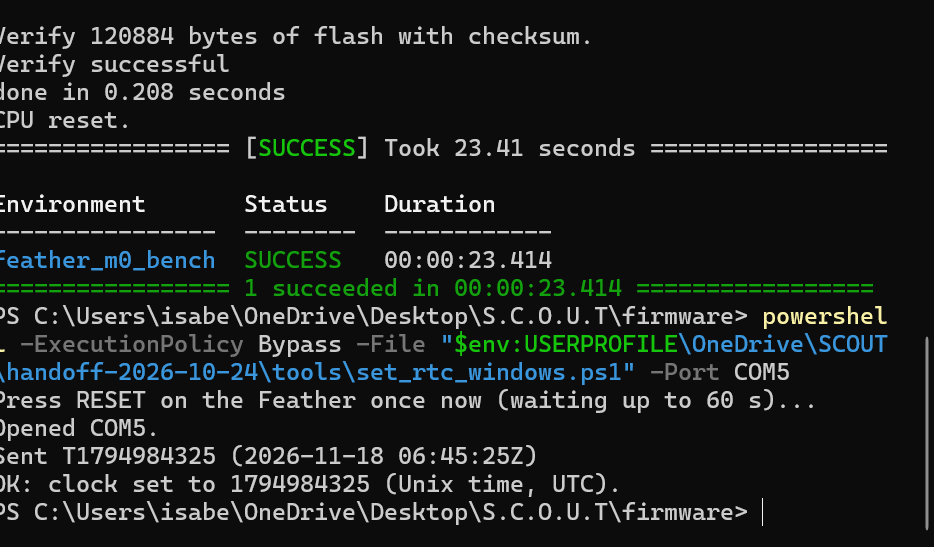 Verify 120884 bytes of flash with checksum.
Verify successful
done in 0.208 seconds
CPU reset.
================= [SUCCESS] Took 23.41 seconds =================
Environment    Status    Duration
----------------  --------  ------------
feather_m0_bench  SUCCESS   00:00:23.414
================= 1 succeeded in 00:00:23.414 =================
PS C:\Users\isabe\OneDrive\Desktop\S.C.O.U.T\firmware> powershel
l -ExecutionPolicy Bypass -File "$env:USERPROFILE\OneDrive\SCOUT
\handoff-2026-10-24\tools\set_rtc_windows.ps1" -Port COM5
Press RESET on the Feather once now (waiting up to 60 s)...
Opened COM5.
Sent T1794984325 (2026-11-18 06:45:25Z)
OK: clock set to 1794984325 (Unix time, UTC).
PS C:\Users\isabe\OneDrive\Desktop\S.C.O.U.T\firmware>